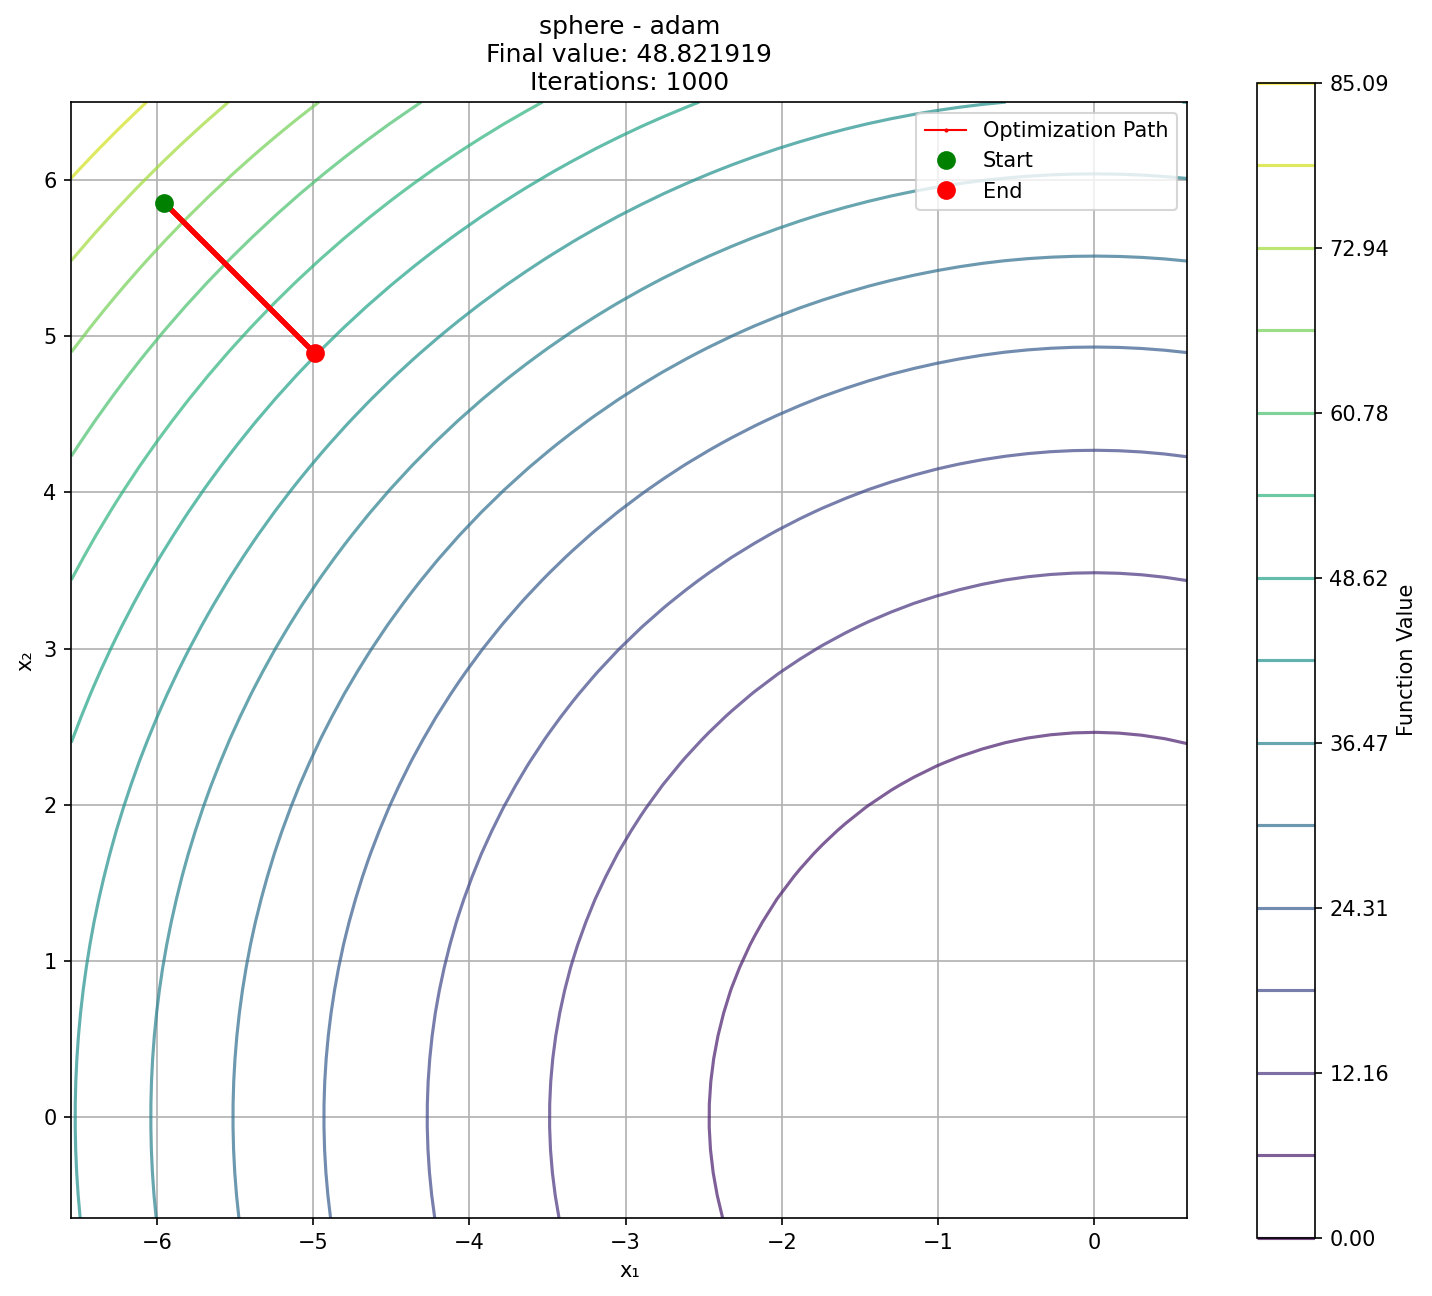 sphere - adam
Final value: 48.821919
Iterations: 1000
Optimization Path
Start
End
6
5
4
3
2
1
0
x₂
−6
−5
−4
−3
−2
−1
0
x₁
85.09
72.94
60.78
48.62
36.47
24.31
12.16
0.00
Function Value